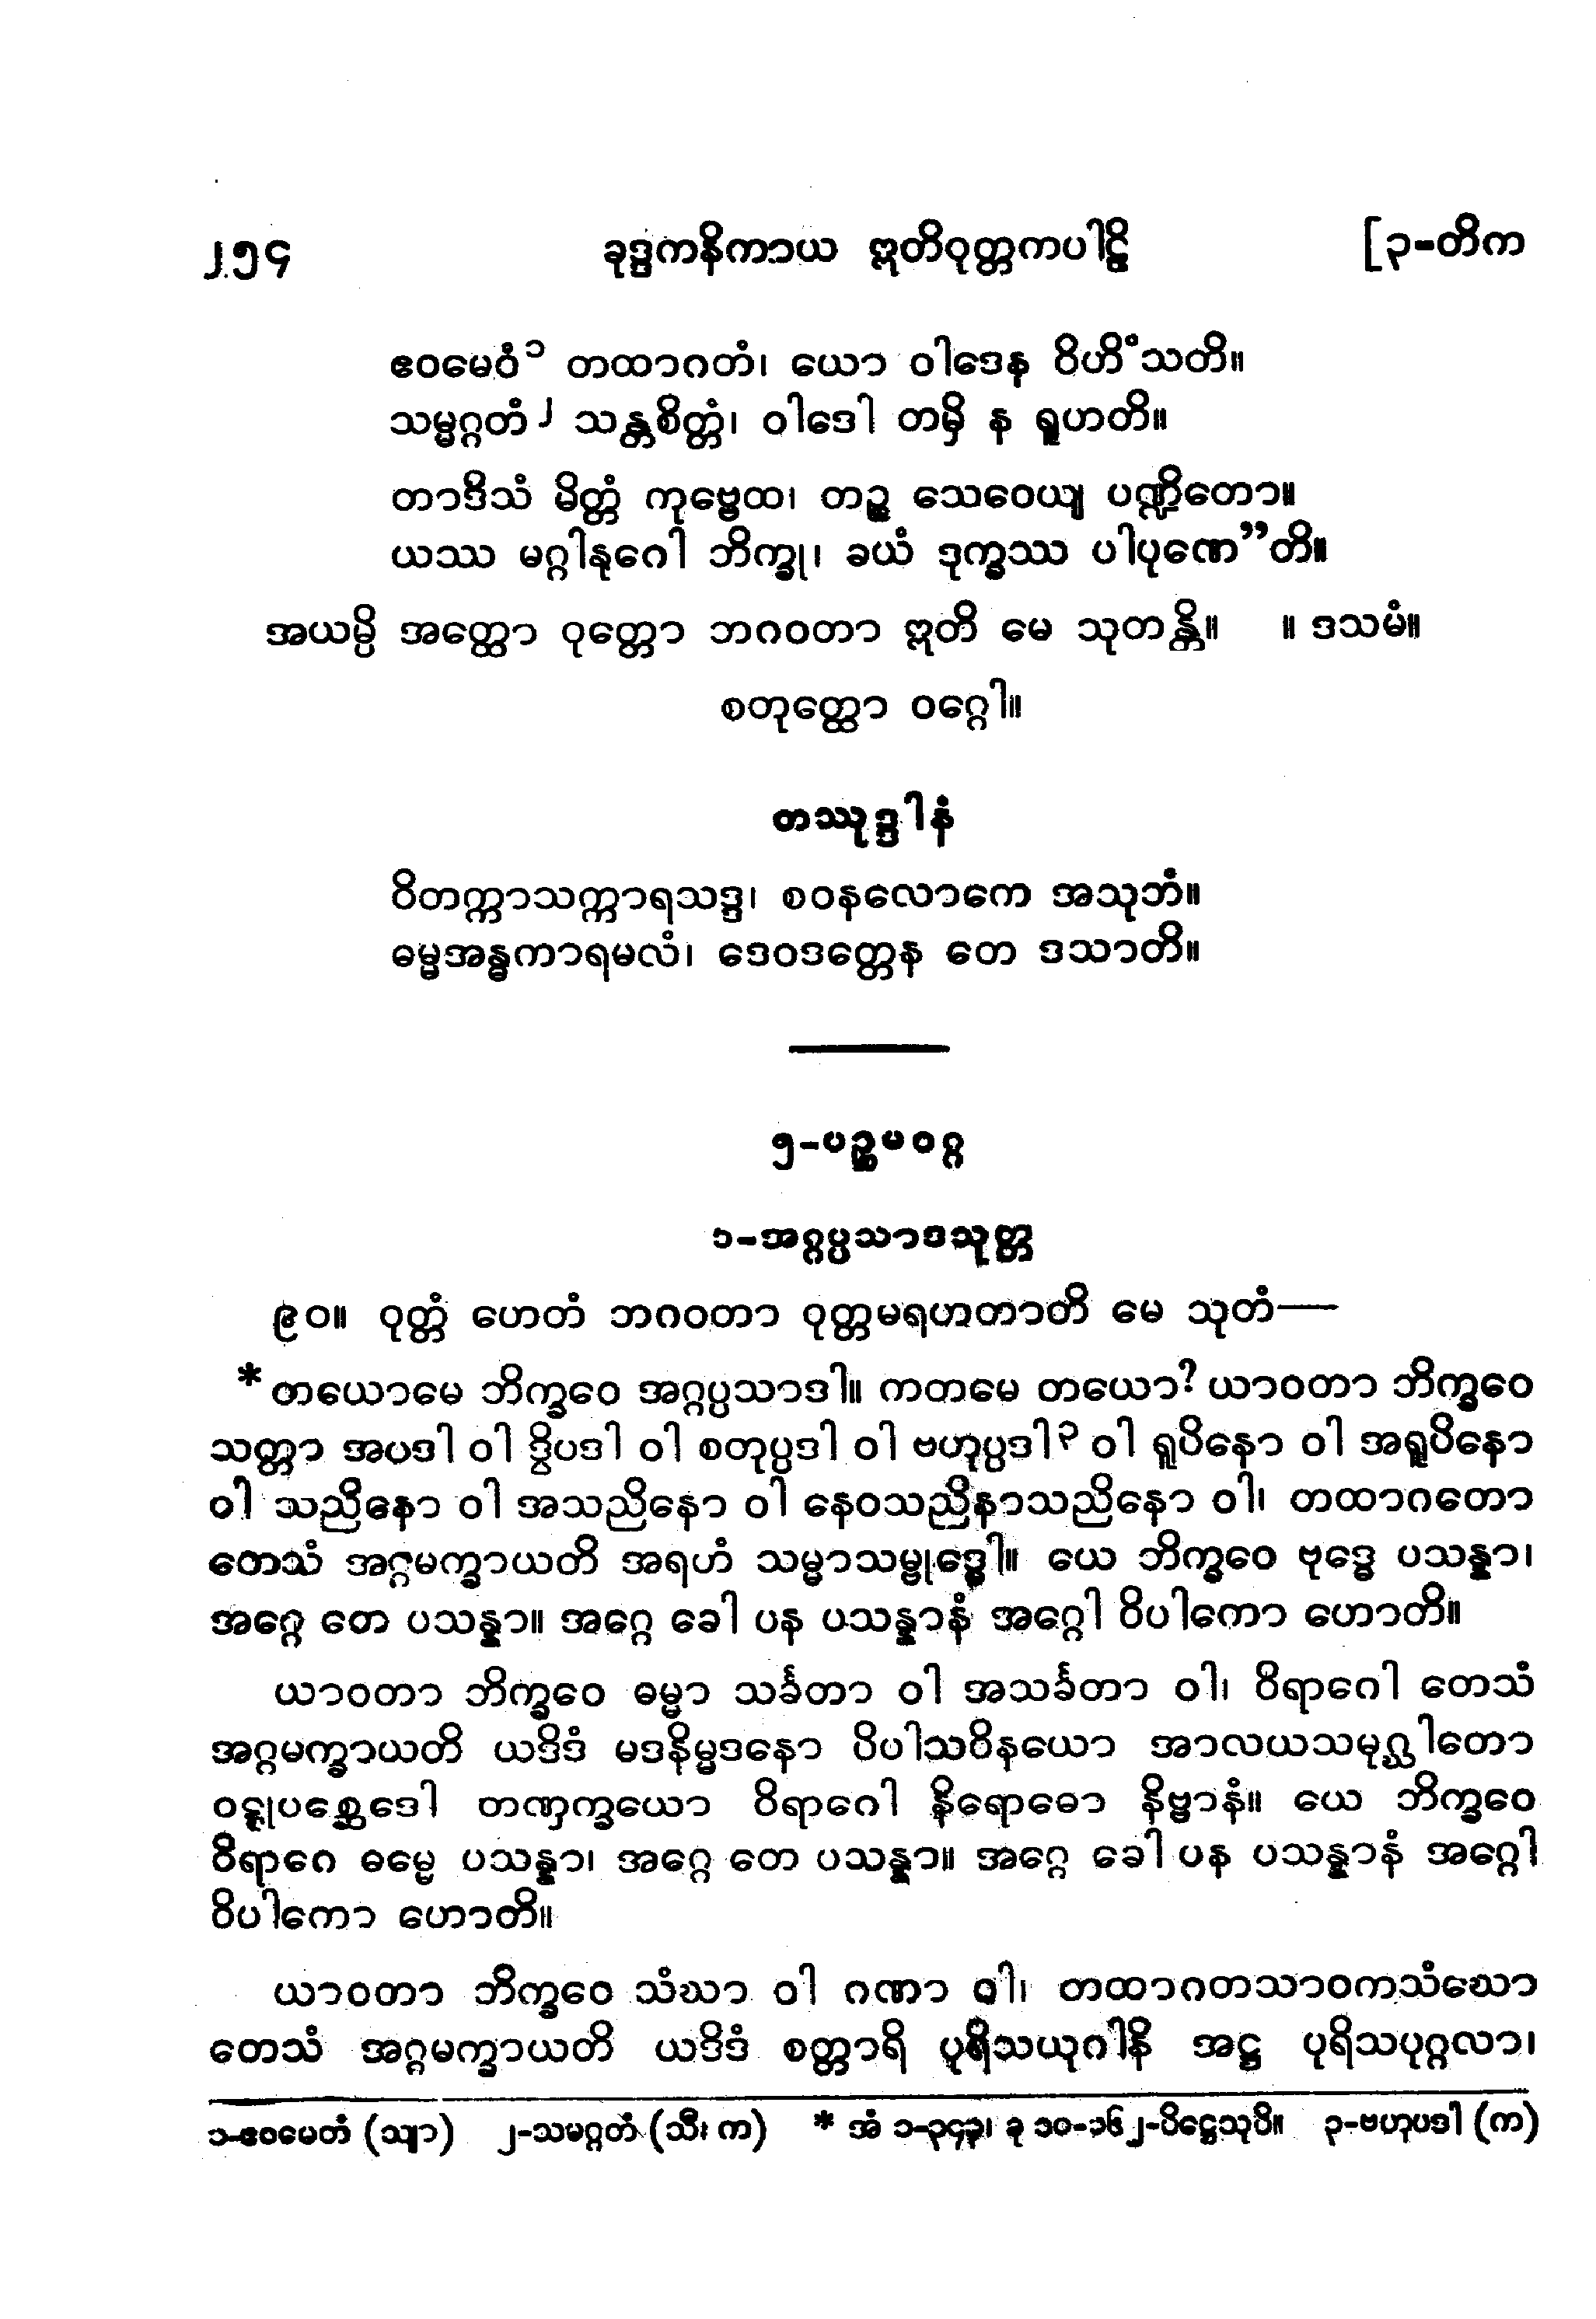 ၂၅၄ ခုဒ္ဒကနိကာယ ဣတိဝုတ္တကပါဠိ [၃-တိက
ဧဝမေဝံ၁ တထာဂတံ၊ ယော ဝါဒေန ဝိဟိံသတိ။
သမ္မဂ္ဂတံ၂ သန္တစိတ္တံ၊ ဝါဒေါ တမှိ န ရူဟတိ။
တာဒိသံ မိတ္တံ ကုဗ္ဗေထ၊ တဉ္စ သေဝေယျ ပဏ္ဍိတော။
ယဿ မဂ္ဂါနုဂေါ ဘိက္ခု၊ ခယံ ဒုက္ခဿ ပါပုဏေ”တိ။
အယမ္ပိ အတ္ထော ဝုတ္တော ဘဂဝတာ ဣတိ မေ သုတန္တိ။ ။ ဒသမံ။
စတုတ္ထော ဝဂ္ဂေါ။
တဿုဒ္ဒါနံ
ဝိတက္ကာသက္ကာရသဒ္ဒ၊ စဝနလောကေ အသုဘံ။
ဓမ္မအန္ဓကာရမလံ၊ ဒေဝဒတ္တေန တေ ဒသာတိ။
၅-ပဉ္စမဝဂ္ဂ
၁-အဂ္ဂပ္ပသာဒသုတ္တ
၉၀။ ဝုတ္တံ ဟေတံ ဘဂဝတာ ဝုတ္တမရဟတာတိ မေ သုတံ—
* တယောမေ ဘိက္ခဝေ အဂ္ဂပ္ပသာဒါ။ ကတမေ တယော? ယာဝတာ ဘိက္ခဝေ
သတ္တာ အပဒါ ဝါ ဒွိပဒါ ဝါ စတုပ္ပဒါ ဝါ ဗဟုပ္ပဒါ၃ ဝါ ရူပိနော ဝါ အရူပိနော
ဝါ သညိနော ဝါ အသညိနော ဝါ နေဝသညိနာသညိနော ဝါ၊ တထာဂတော
တေသံ အဂ္ဂမက္ခာယတိ အရဟံ သမ္မာသမ္ဗုဒ္ဓေါ။ ယေ ဘိက္ခဝေ ဗုဒ္ဓေ ပသန္နာ၊
အဂ္ဂေ တေ ပသန္နာ။ အဂ္ဂေ ခေါ ပန ပသန္နာနံ အဂ္ဂေါ ဝိပါကော ဟောတိ။
ယာဝတာ ဘိက္ခဝေ ဓမ္မာ သင်္ခတာ ဝါ အသင်္ခတာ ဝါ၊ ဝိရာဂေါ တေသံ
အဂ္ဂမက္ခာယတိ ယဒိဒံ မဒနိမ္မဒနော ပိပါသဝိနယော အာလယသမုဂ္ဃါတော
ဝဋ္ဋုပစ္ဆေဒေါ တဏှက္ခယော ဝိရာဂေါ နိရောဓော နိဗ္ဗာနံ။ ယေ ဘိက္ခဝေ
ဝိရာဂေ ဓမ္မေ ပသန္နာ၊ အဂ္ဂေ တေ ပသန္နာ။ အဂ္ဂေ ခေါ ပန ပသန္နာနံ အဂ္ဂေါ
ဝိပါကော ဟောတိ။
ယာဝတာ ဘိက္ခဝေ သံဃာ ဝါ ဂဏာ ဝါ၊ တထာဂတသာဝကသံဃော
တေသံ အဂ္ဂမက္ခာယတိ ယဒိဒံ စတ္တာရိ ပုရိသယုဂါနိ အဋ္ဌ ပုရိသပုဂ္ဂလာ၊
၁-ဧဝမေတံ (သျာ) ၂-သမဂ္ဂတံ (သီ၊ က) * အံ ၁-၃၄၃၊ ခု ၁၀-၁၆၂-ပိဋ္ဌေသုပိ။ ၃-ဗဟုပဒါ (က)